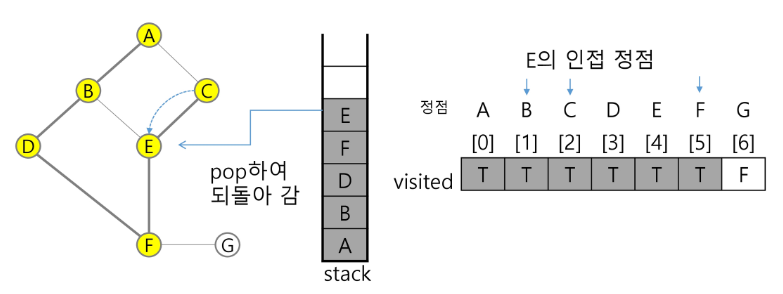 A
B
C
D
E
F
G
pop하여
되돌아 감
E
F
D
B
A
stack
E의 인접 정점
정점 A B C D E F G
[0] [1] [2] [3] [4] [5] [6]
visited T T T T T T F